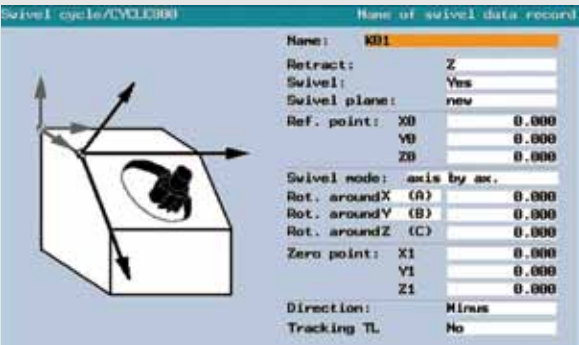 Swivel cycle/CYCLE800 Name of swivel data record
Name: K01
Retract: Z
Swivel: Yes
Swivel plane: new
Ref. point: X0 0.000
Y0 0.000
Z0 0.000
Swivel mode: axis by ax.
Rot. around X (A) 0.000
Rot. around Y (B) 0.000
Rot. around Z (C) 0.000
Zero point: X1 0.000
Y1 0.000
Z1 0.000
Direction: Minus
Tracking TL No